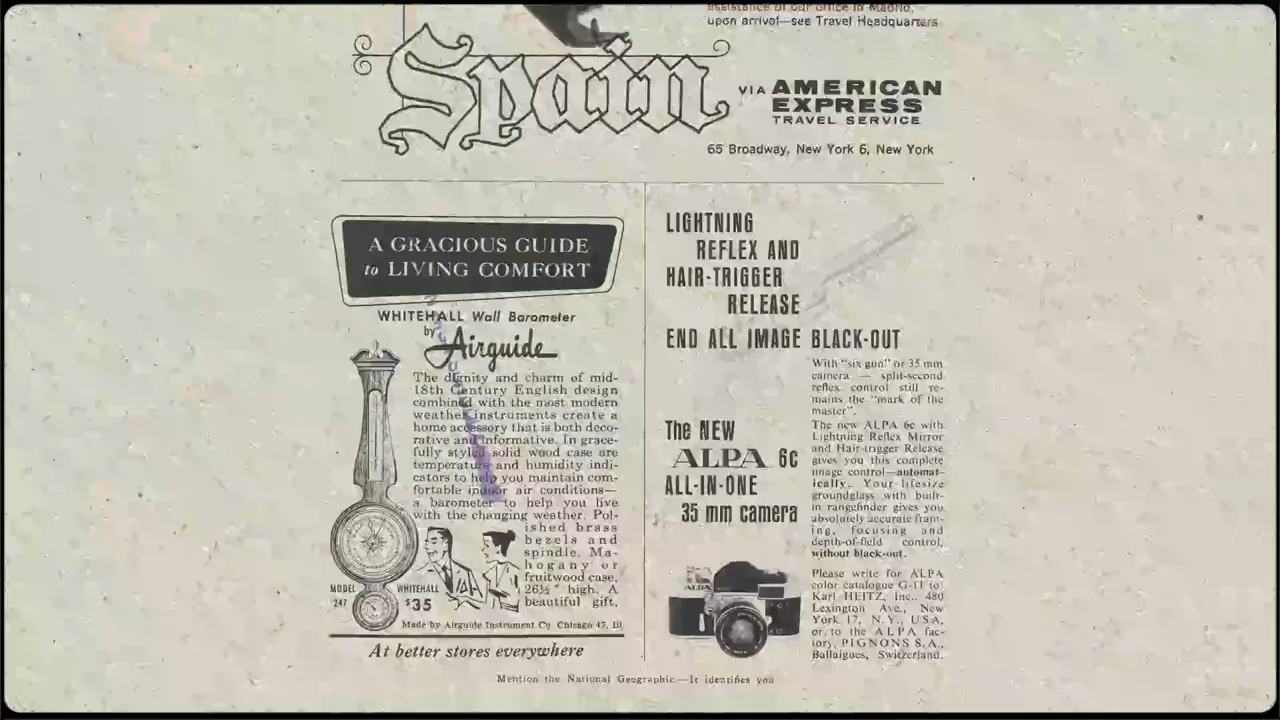 assistance of our office in Madrid,
upon arrival—see Travel Headquarters
Spain
VIA AMERICAN
EXPRESS
TRAVEL SERVICE
65 Broadway, New York 6, New York
A GRACIOUS GUIDE
to LIVING COMFORT
WHITEHALL Wall Barometer
by Airguide
The dignity and charm of mid-
18th Century English design
combined with the most modern
weather instruments create a
home accessory that is both deco-
rative and informative. In grace-
fully styled solid wood case are
temperature and humidity indi-
cators to help you maintain com-
fortable indoor air conditions—
a barometer to help you live
with the changing weather. Pol-
ished brass
bezels and
spindle. Ma-
hogany or
fruitwood case,
26½" high. A
beautiful gift.
MODEL
247
WHITEHALL
$35
Made by Airguide Instrument Co. Chicago 47, Ill.
At better stores everywhere
LIGHTNING
REFLEX AND
HAIR-TRIGGER
RELEASE
END ALL IMAGE BLACK-OUT
With "six gun" or 35 mm
camera — split-second
reflex control still re-
mains the "mark of the
master".
The new ALPA 6c with
Lightning Reflex Mirror
and Hair-trigger Release
gives you this complete
image control—automat-
ically. Your lifesize
groundglass with built-
in rangefinder gives you
absolutely accurate fram-
ing, focusing and
depth-of-field control,
without black-out.
Please write for ALPA
color catalogue G-11 to:
Karl HEITZ, Inc., 480
Lexington Ave., New
York 17, N.Y., USA,
or to the ALPA fac-
tory, PIGNONS S.A.,
Ballaigues, Switzerland.
The NEW
ALPA 6c
ALL-IN-ONE
35 mm camera
ALPA
Mention the National Geographic—It identifies you